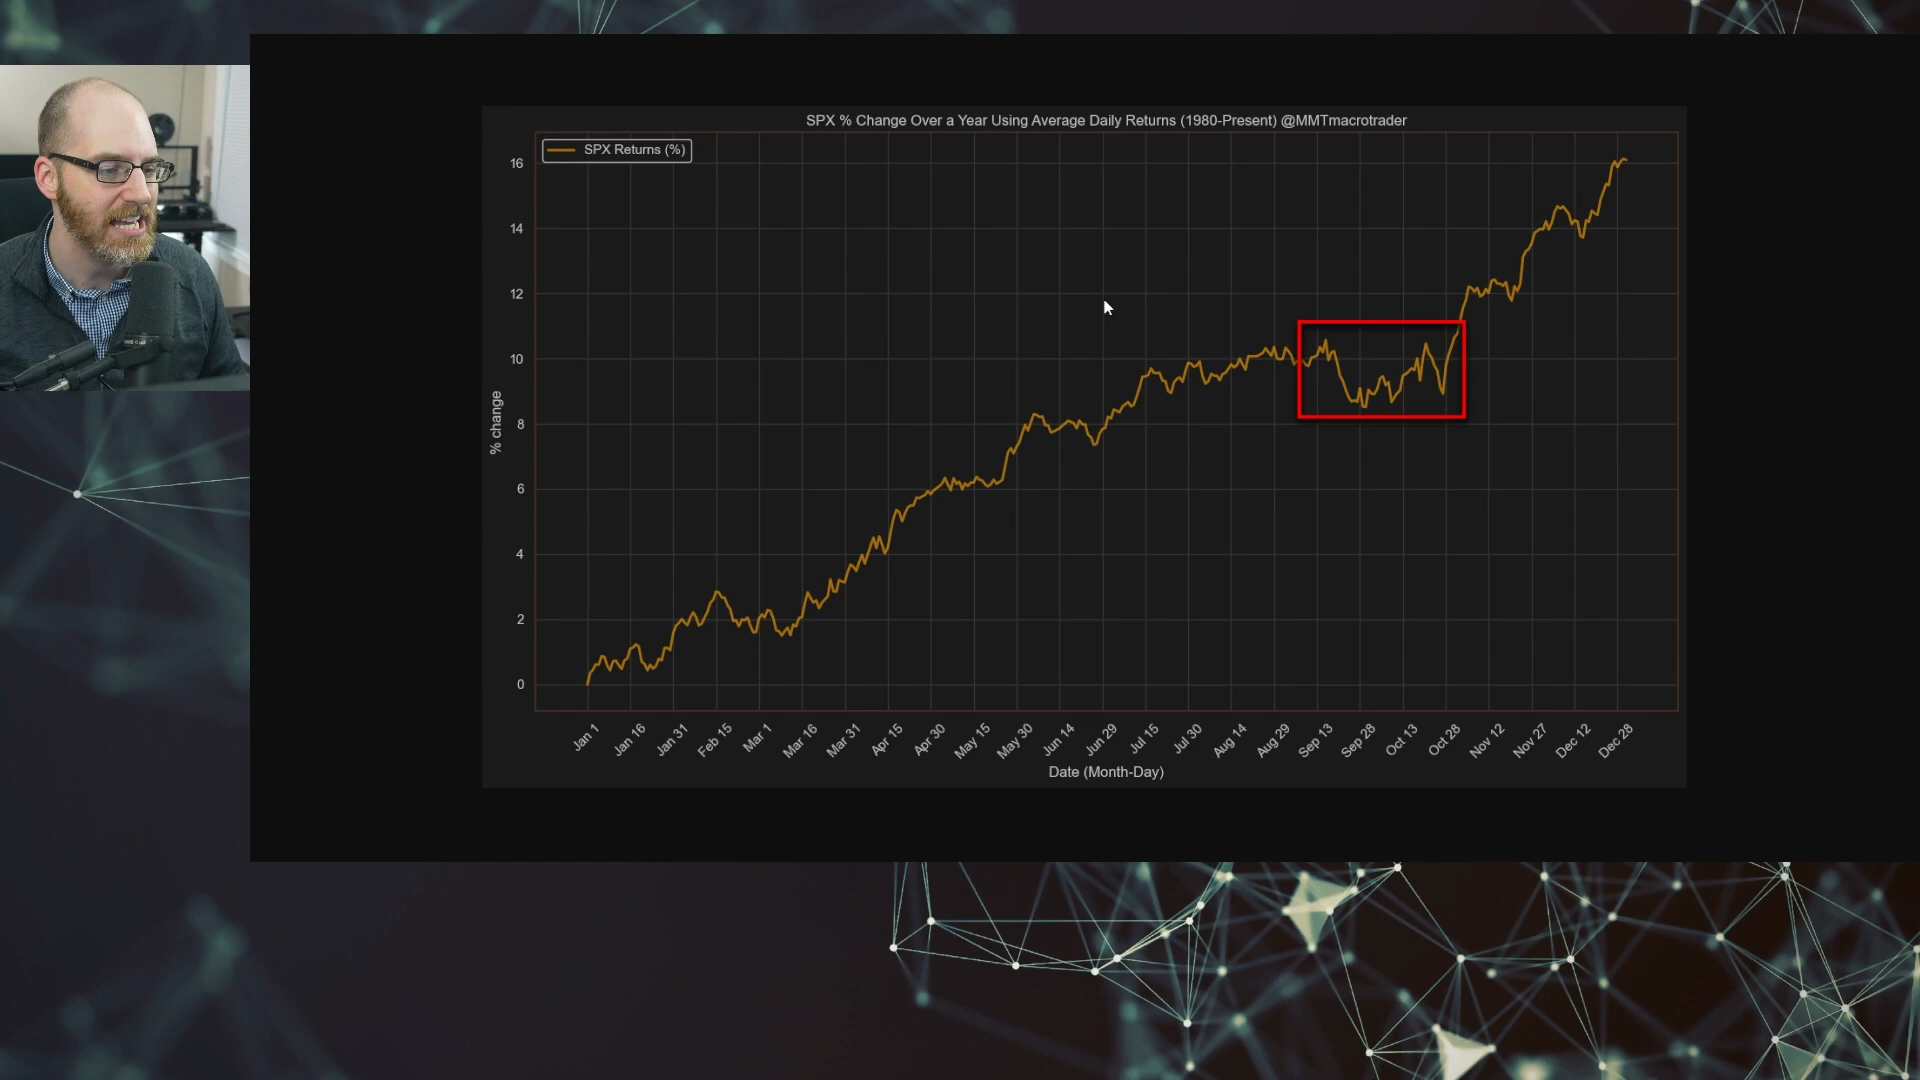 SPX % Change Over a Year Using Average Daily Returns (1980-Present) @MMTmacrotrader
SPX Returns (%)
16
14
12
10
8
6
4
2
0
% change
Jan 1
Jan 16
Jan 31
Feb 15
Mar 1
Mar 16
Mar 31
Apr 15
Apr 30
May 15
May 30
Jun 14
Jun 29
Jul 15
Jul 30
Aug 14
Aug 29
Sep 13
Sep 28
Oct 13
Oct 28
Nov 12
Nov 27
Dec 12
Dec 28
Date (Month-Day)